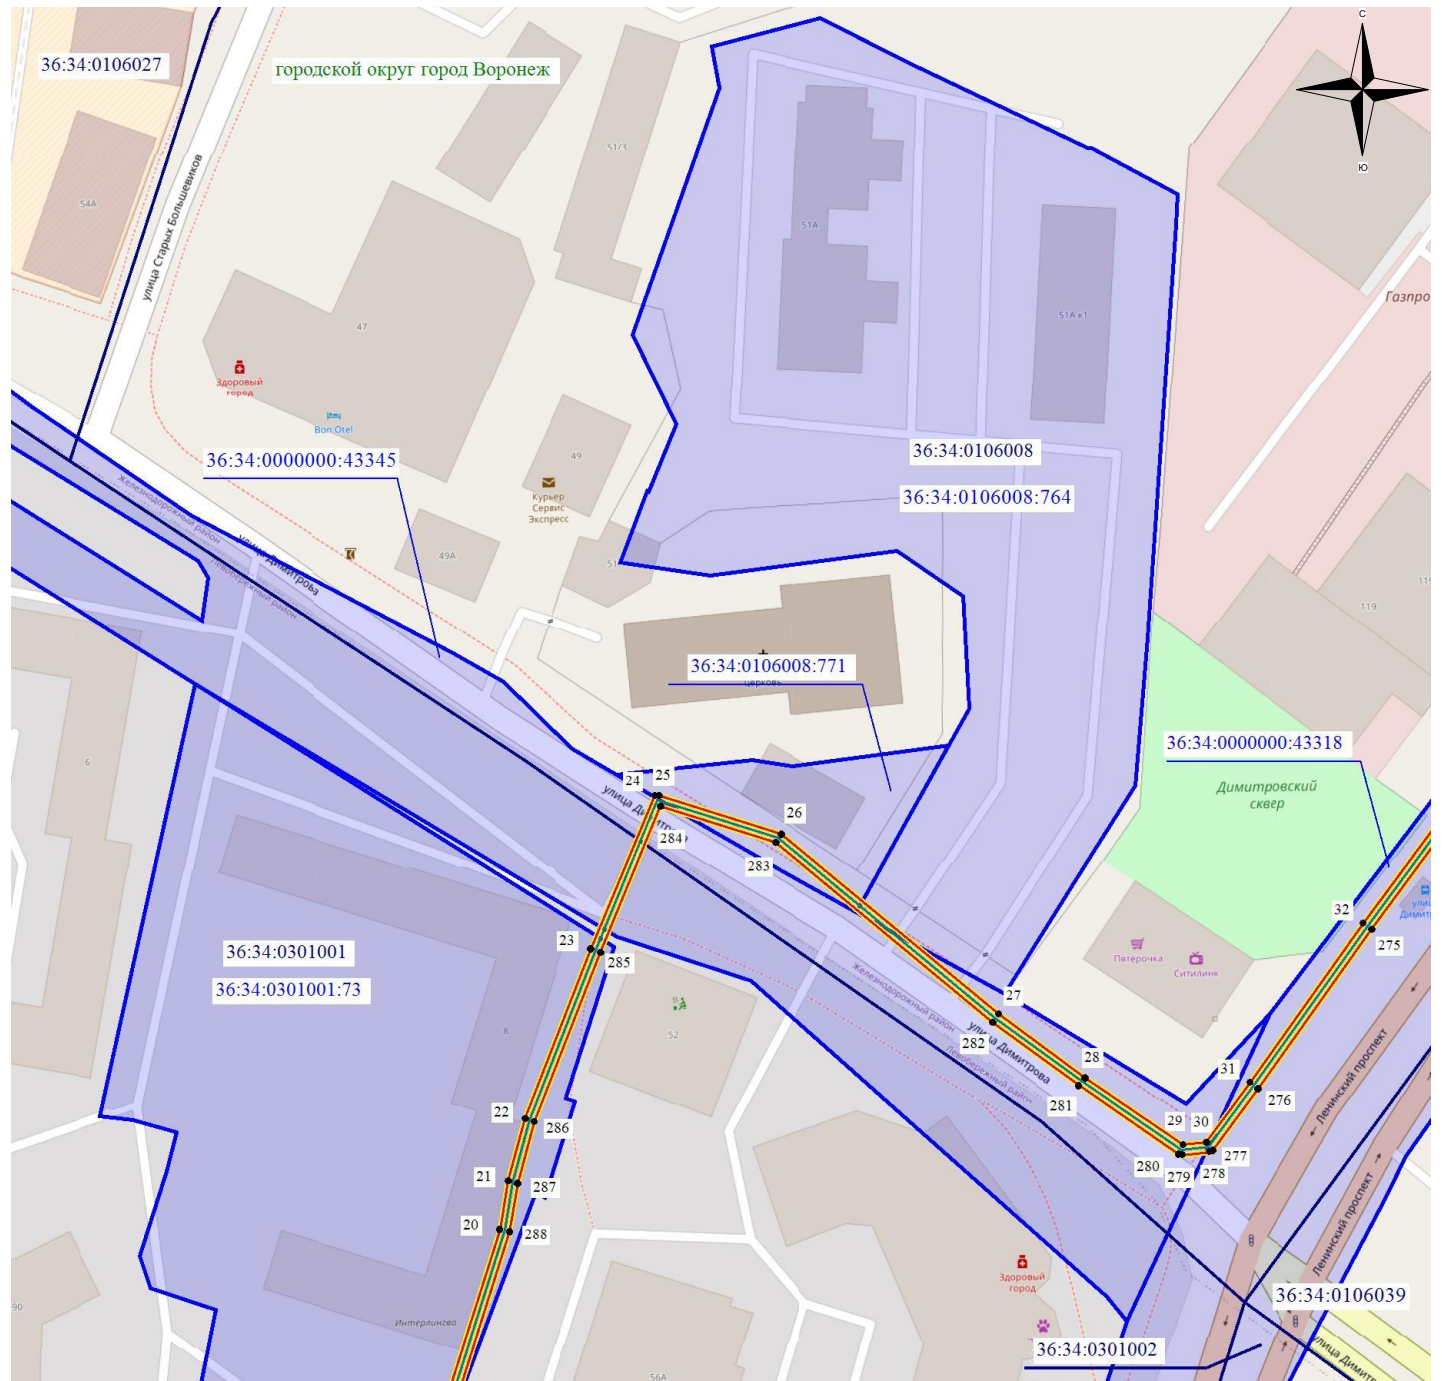 С
Ю
36:34:0106027
городской округ город Воронеж
улица Старых Большевиков
54А
51/3
51А
51А к1
47
Здоровый
город
Bon Otel
49
Курьер
Сервис
Экспресс
49А
36:34:0000000:43345
36:34:0106008
36:34:0106008:764
119
Железнодорожный район
улица Димитрова
Левобережный район
36:34:0106008:771
церковь
36:34:0000000:43318
Димитровский
сквер
6
24
25
26
улица
284
283
32
275
Пятёрочка
Ситилинк
23
285
36:34:0301001
36:34:0301001:73
8
52
27
282
Железнодорожный район
улица Димитрова
Левобережный район
28
281
31
276
Ленинский проспект
22
286
29
30
280
279
278
277
21
287
20
288
Ленинский проспект
Здоровый
город
36:34:0106039
90
Интерлингва
36:34:0301002
56А